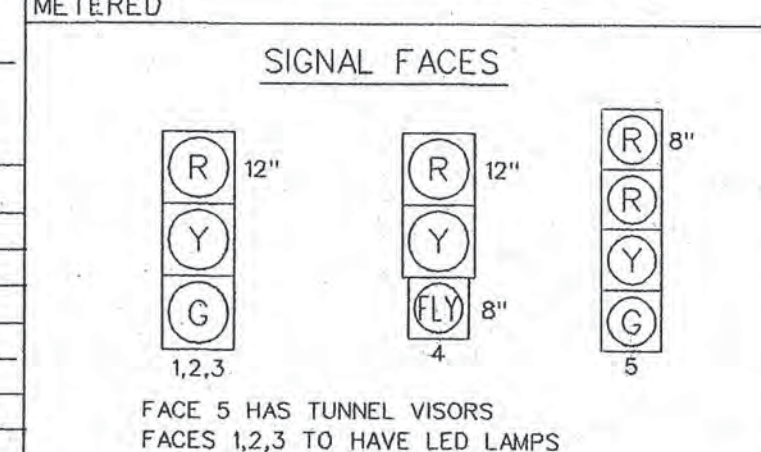 METERED
SIGNAL FACES
R 12" R 12" R 8"
R
Y Y Y
G FLY 8" G
1,2,3 4 5
FACE 5 HAS TUNNEL VISORS
FACES 1,2,3 TO HAVE LED LAMPS